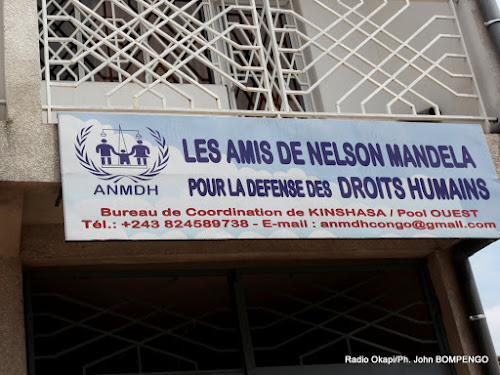 LES AMIS DE NELSON MANDELA
ANMDH
POUR LA DEFENSE DES DROITS HUMAINS
Bureau de Coordination de KINSHASA / Pool OUEST
Tél.: +243 824589738 - E-mail : anmdhcongo@gmail.com
Radio Okapi/Ph. John BOMPENGO